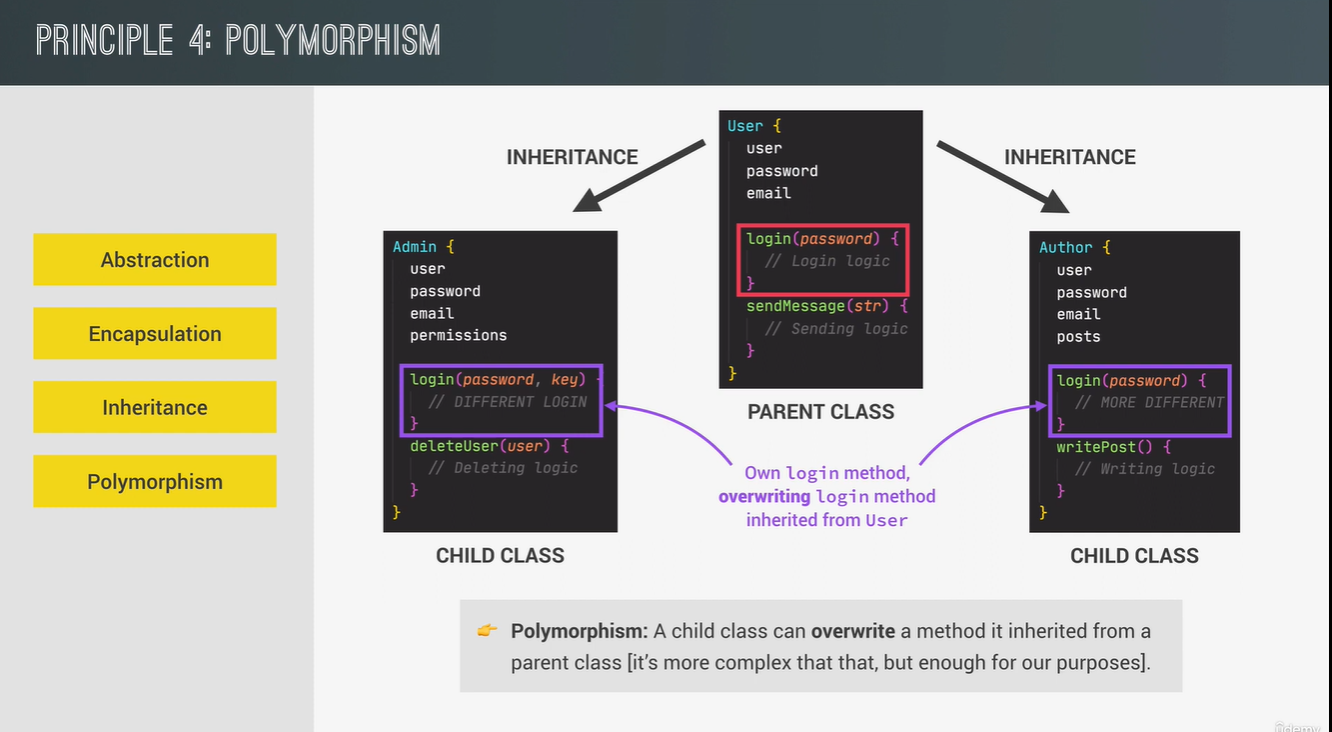 PRINCIPLE 4: POLYMORPHISM
Abstraction
Encapsulation
Inheritance
Polymorphism
INHERITANCE
INHERITANCE
User {
user
password
email
login(password) {
// Login logic
}
sendMessage(str) {
// Sending logic
}
}
PARENT CLASS
Admin {
user
password
email
permissions
login(password, key) {
// DIFFERENT LOGIN
}
deleteUser(user) {
// Deleting logic
}
}
CHILD CLASS
Own login method,
overwriting login method
inherited from User
Author {
user
password
email
posts
login(password) {
// MORE DIFFERENT
}
writePost() {
// Writing logic
}
}
CHILD CLASS
👉 Polymorphism: A child class can overwrite a method it inherited from a
parent class [it's more complex that that, but enough for our purposes].
ûdemy